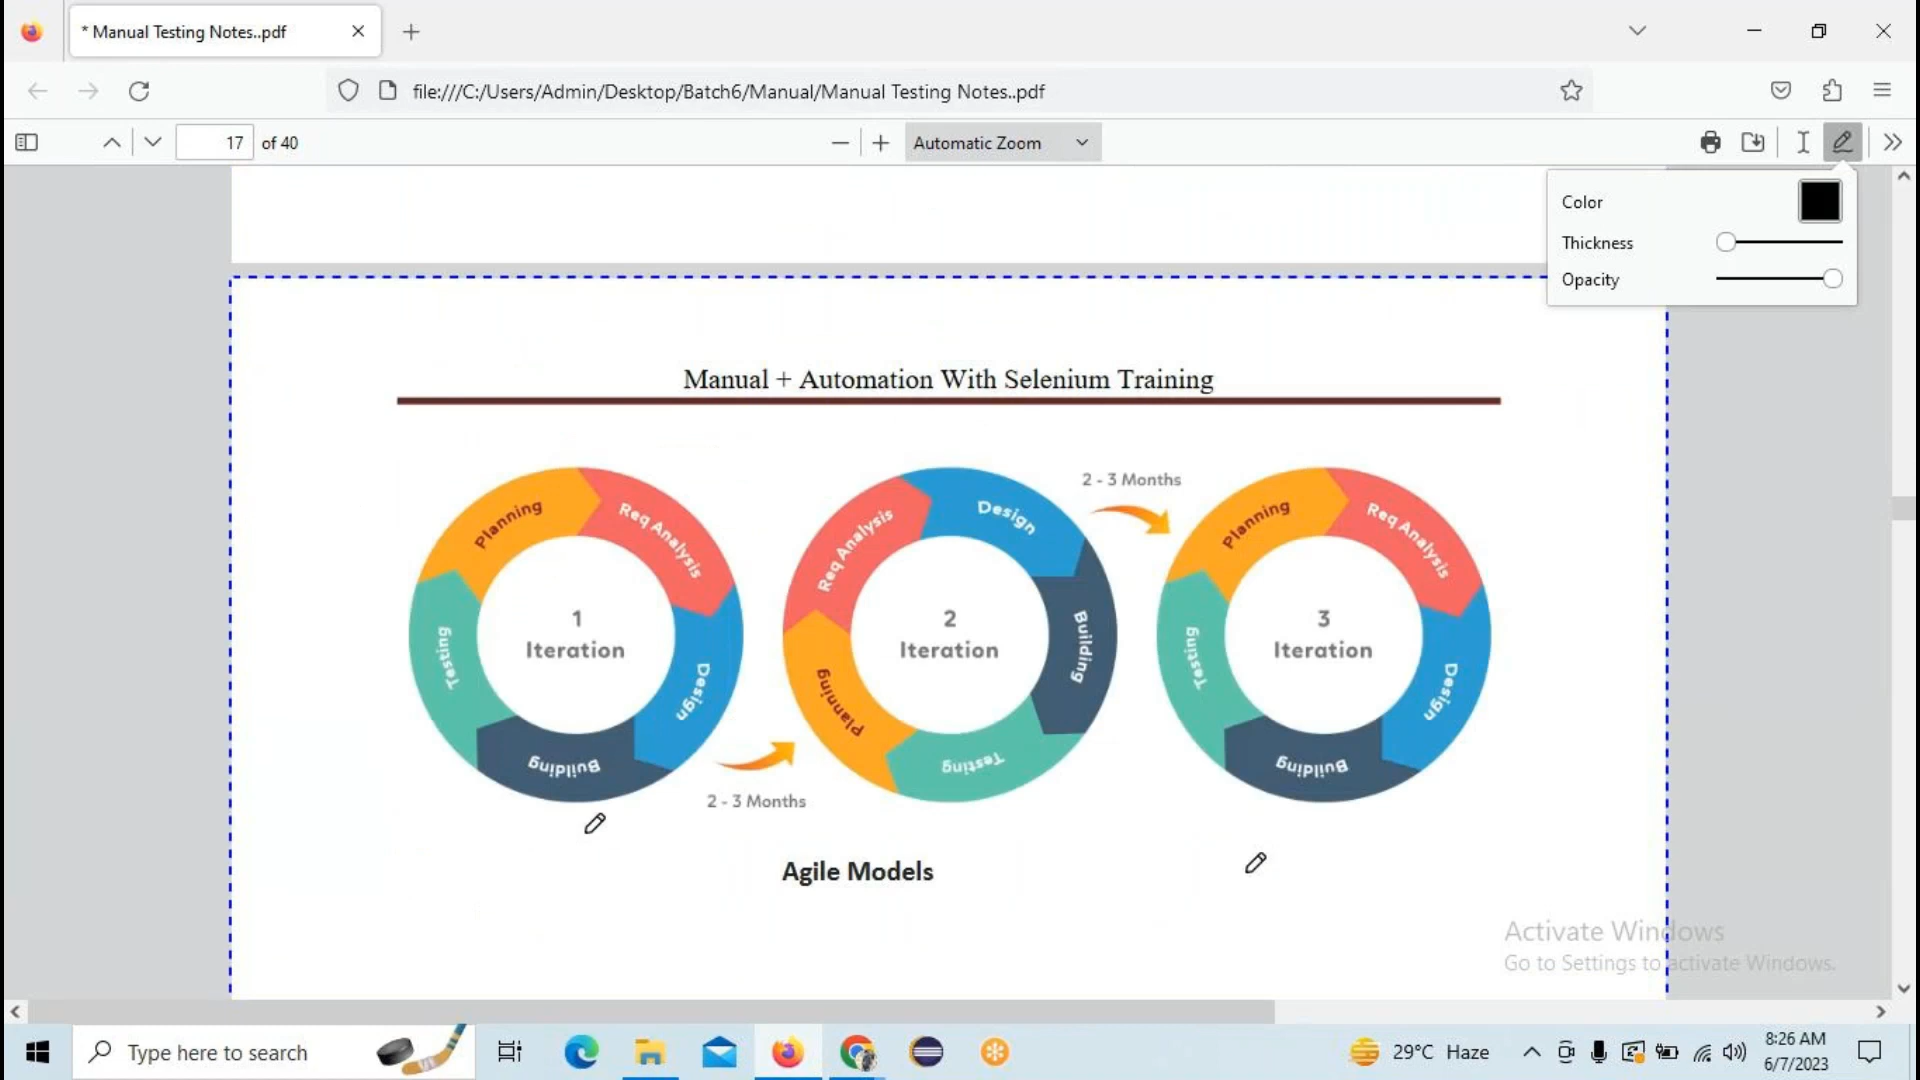 * Manual Testing Notes..pdf
file:///C:/Users/Admin/Desktop/Batch6/Manual/Manual Testing Notes..pdf
17 of 40
Automatic Zoom
Color
Thickness
Opacity
Manual + Automation With Selenium Training
Planning
Req Analysis
Design
Building
Testing
1
Iteration
2 - 3 Months
Req Analysis
Design
Building
Testing
Planning
2
Iteration
2 - 3 Months
Planning
Req Analysis
Design
Building
Testing
3
Iteration
Agile Models
Activate Windows
Go to Settings to activate Windows.
Type here to search
29°C Haze
8:26 AM
6/7/2023